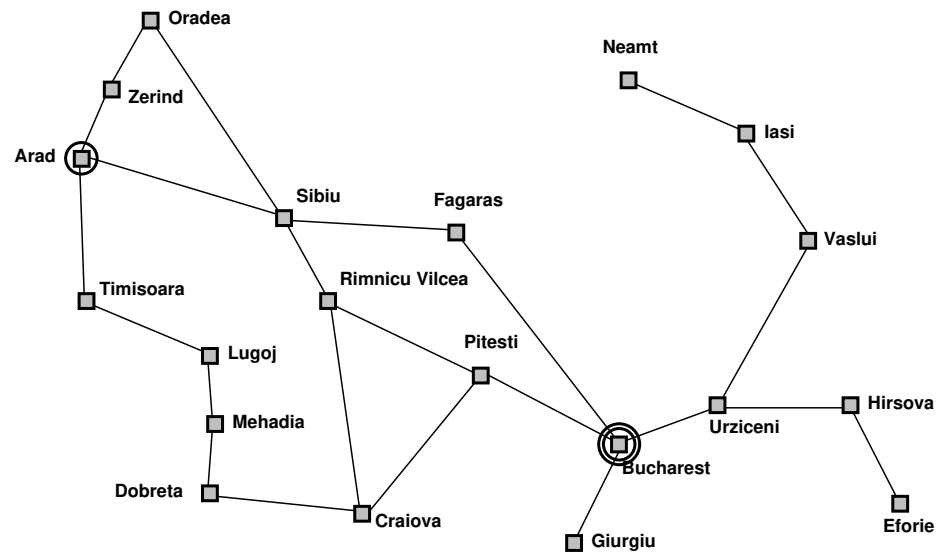 Oradea
Neamt
Zerind
Iasi
Arad
Sibiu
Fagaras
Vaslui
Rimnicu Vilcea
Timisoara
Pitesti
Lugoj
Hirsova
Mehadia
Urziceni
Bucharest
Dobreta
Craiova
Eforie
Giurgiu